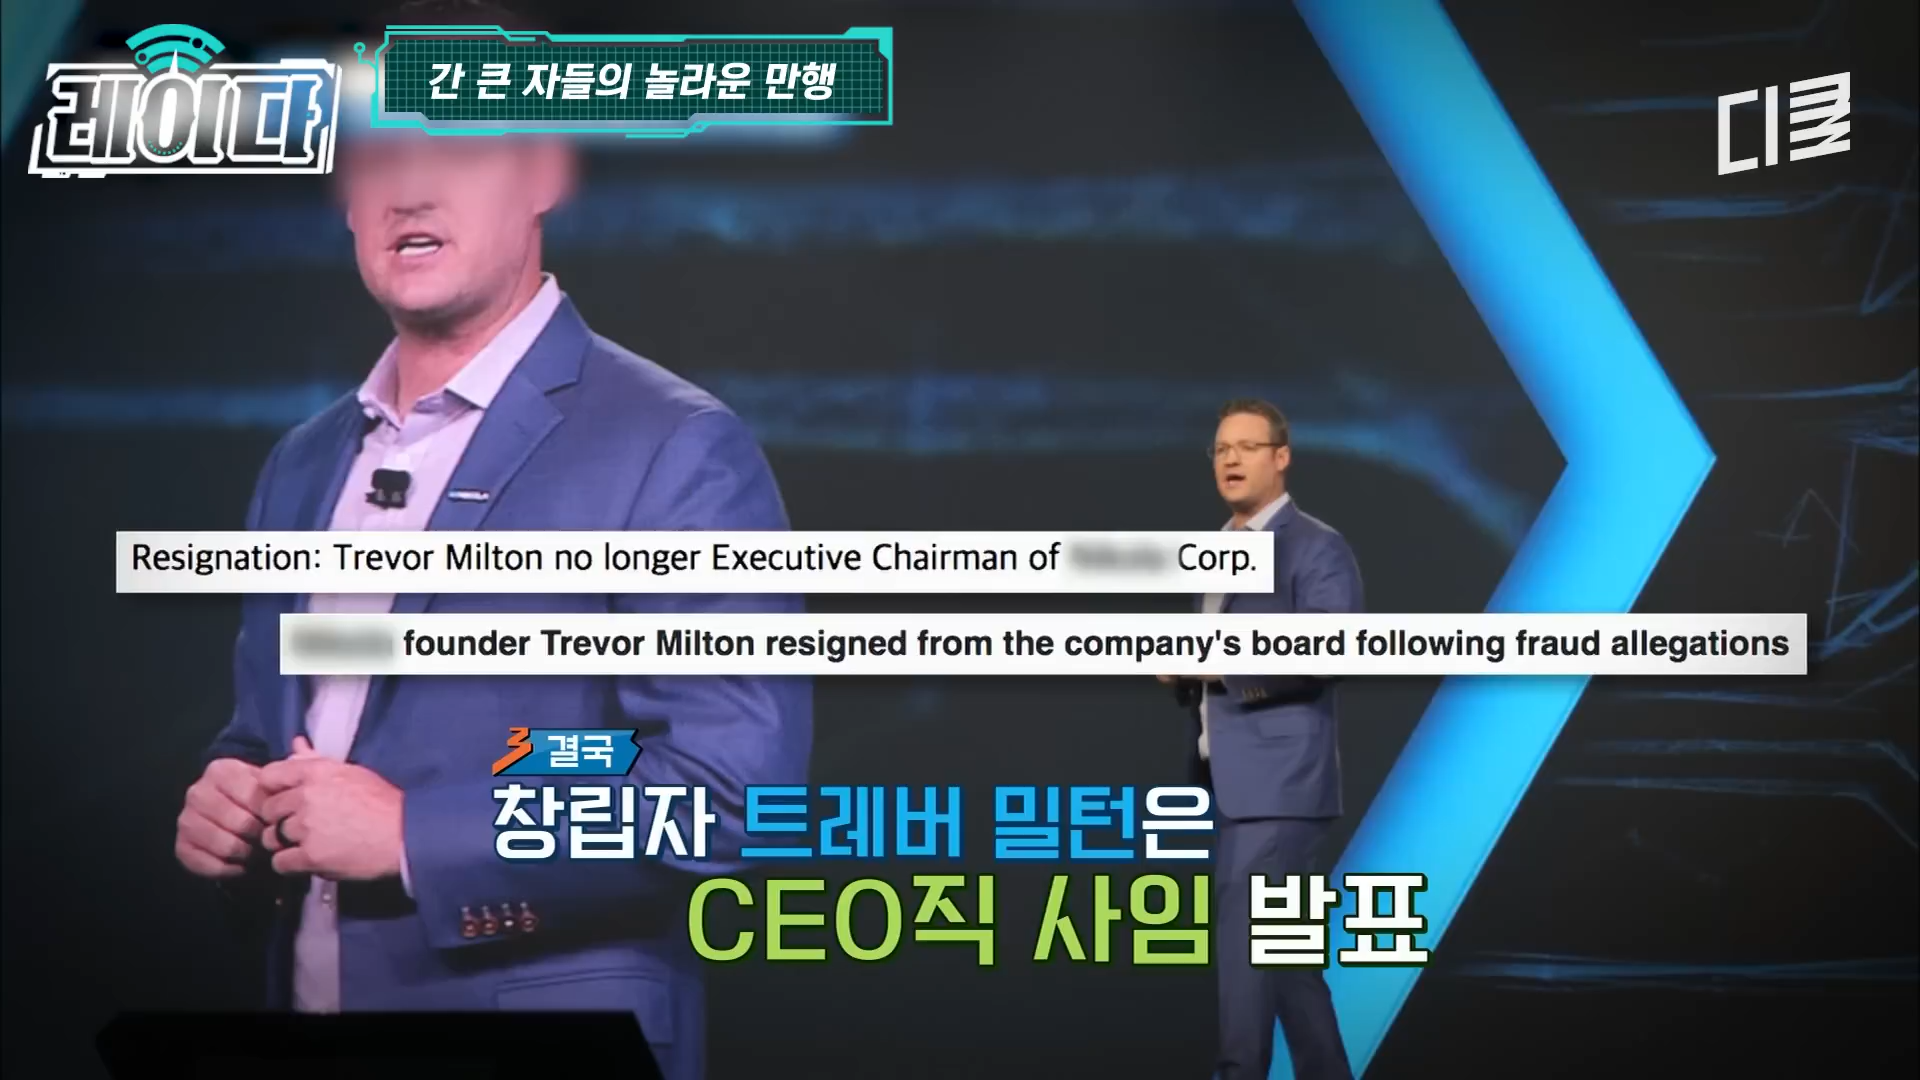 레이다
간 큰 자들의 놀라운 만행
디클
Resignation: Trevor Milton no longer Executive Chairman of Corp.
founder Trevor Milton resigned from the company's board following fraud allegations
결국
창립자 트레버 밀턴은
CEO직 사임 발표